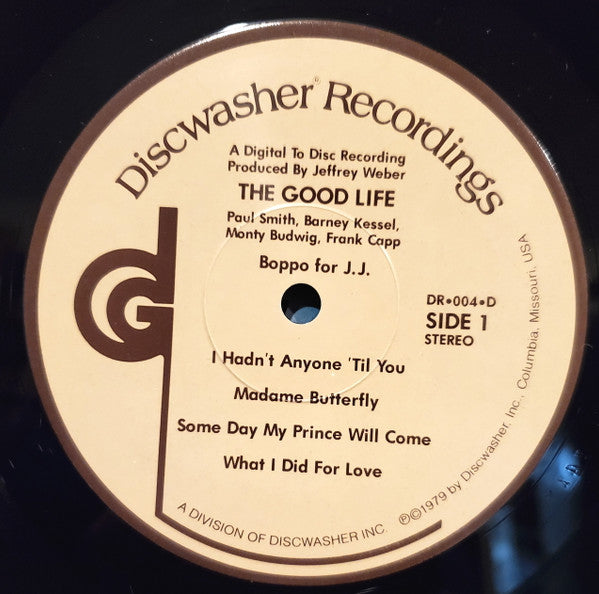 Discwasher® Recordings
A Digital To Disc Recording
Produced By Jeffrey Weber
THE GOOD LIFE
Paul Smith, Barney Kessel,
Monty Budwig, Frank Capp
Boppo for J.J.
DR•004•D
SIDE 1
STEREO
I Hadn't Anyone 'Til You
Madame Butterfly
Some Day My Prince Will Come
What I Did For Love
A DIVISION OF DISCWASHER INC.
℗©1979 by Discwasher, Inc., Columbia, Missouri, USA